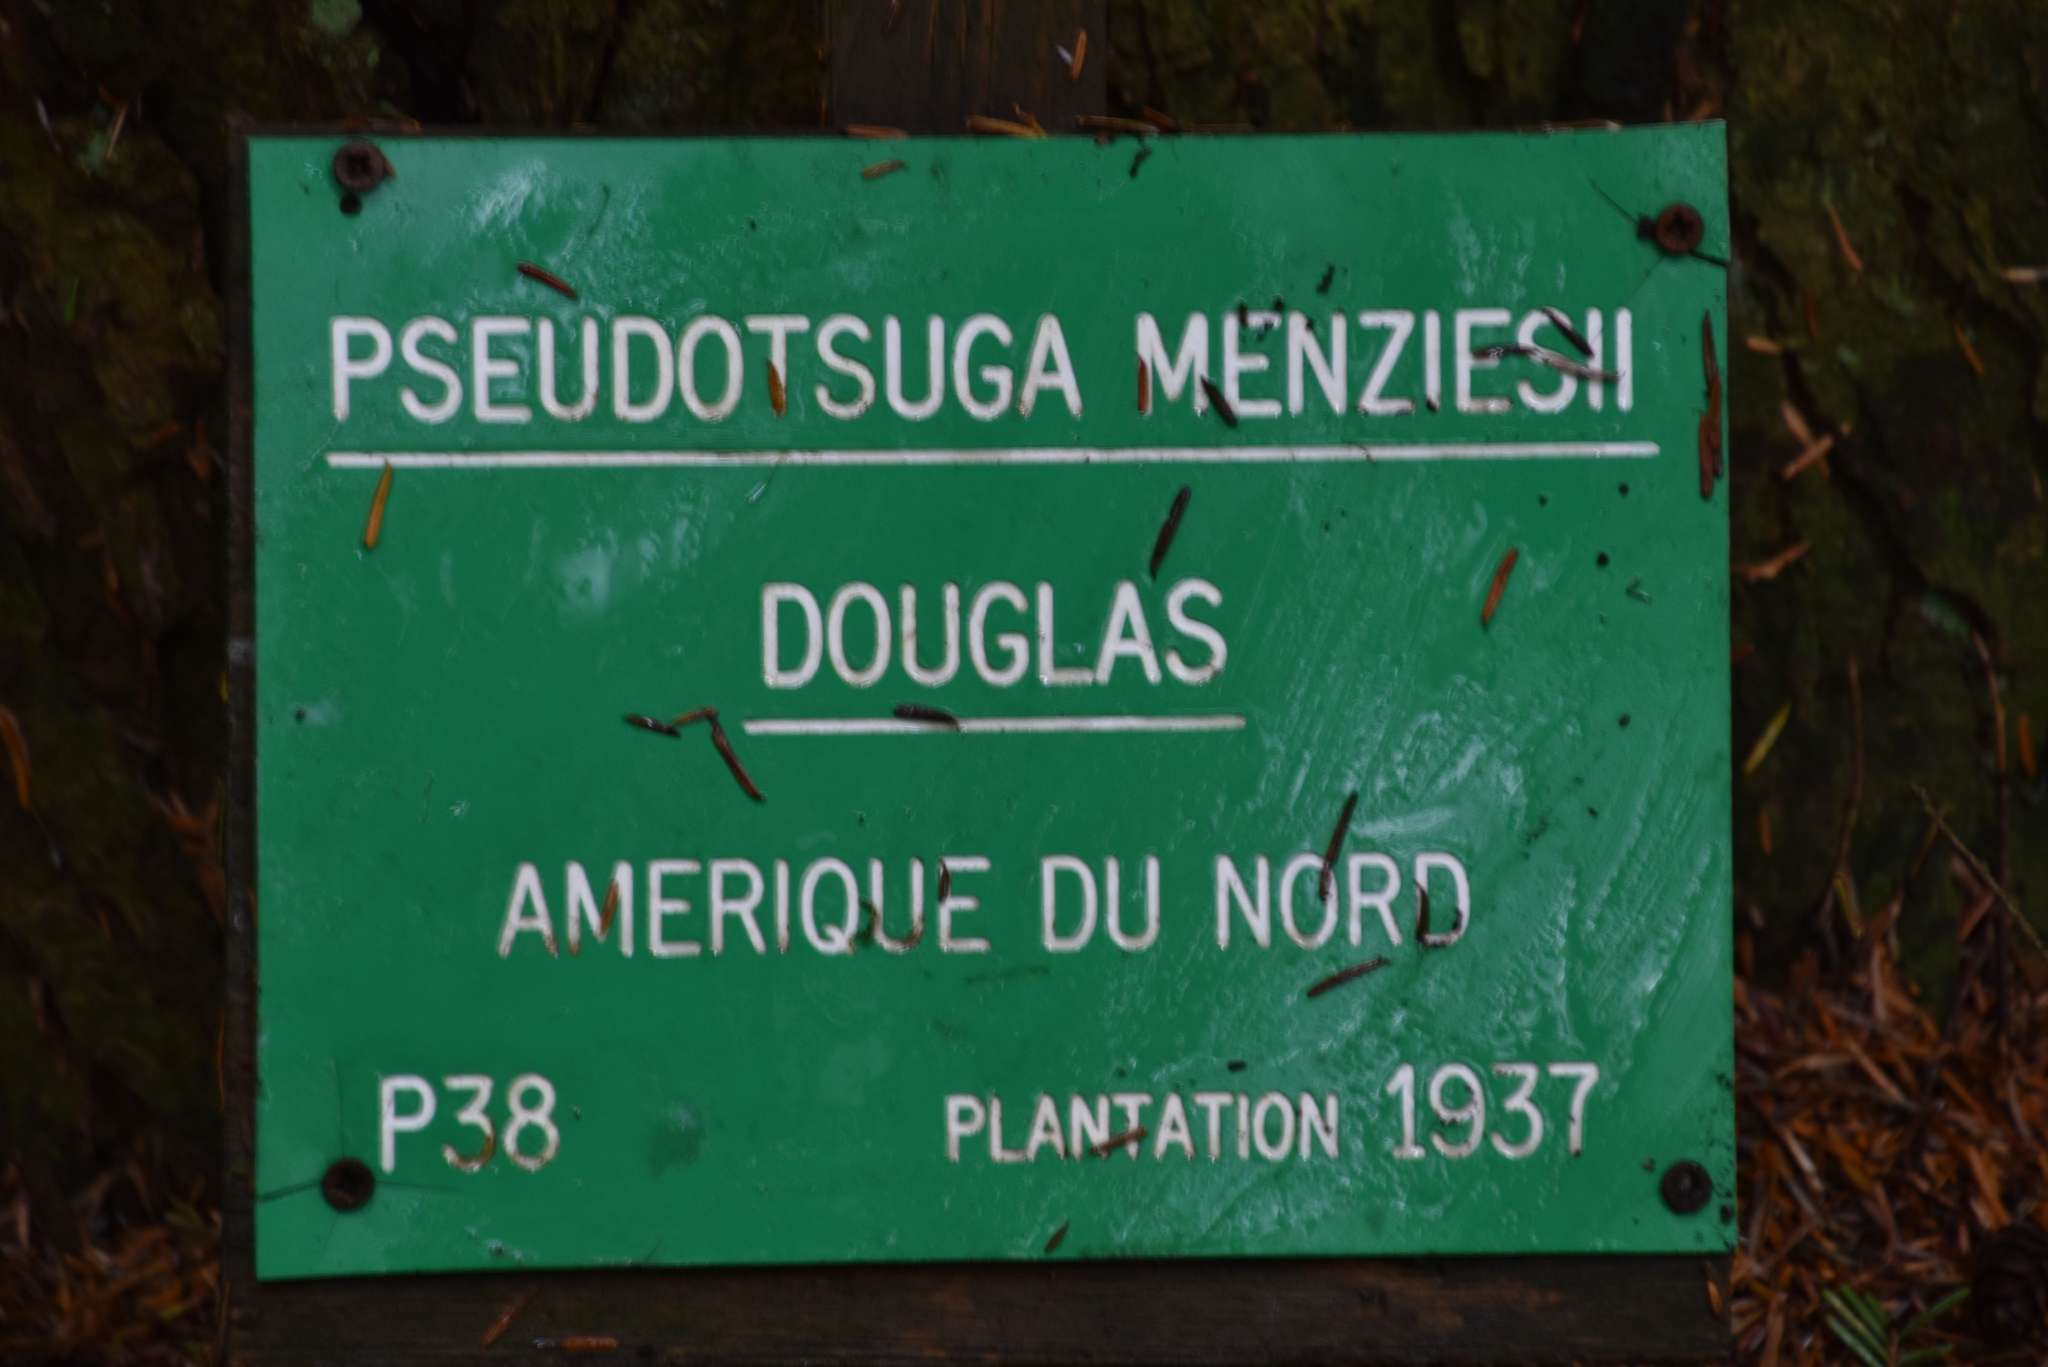 PSEUDOTSUGA MENZIESII
DOUGLAS
AMERIQUE DU NORD
P38 PLANTATION 1937